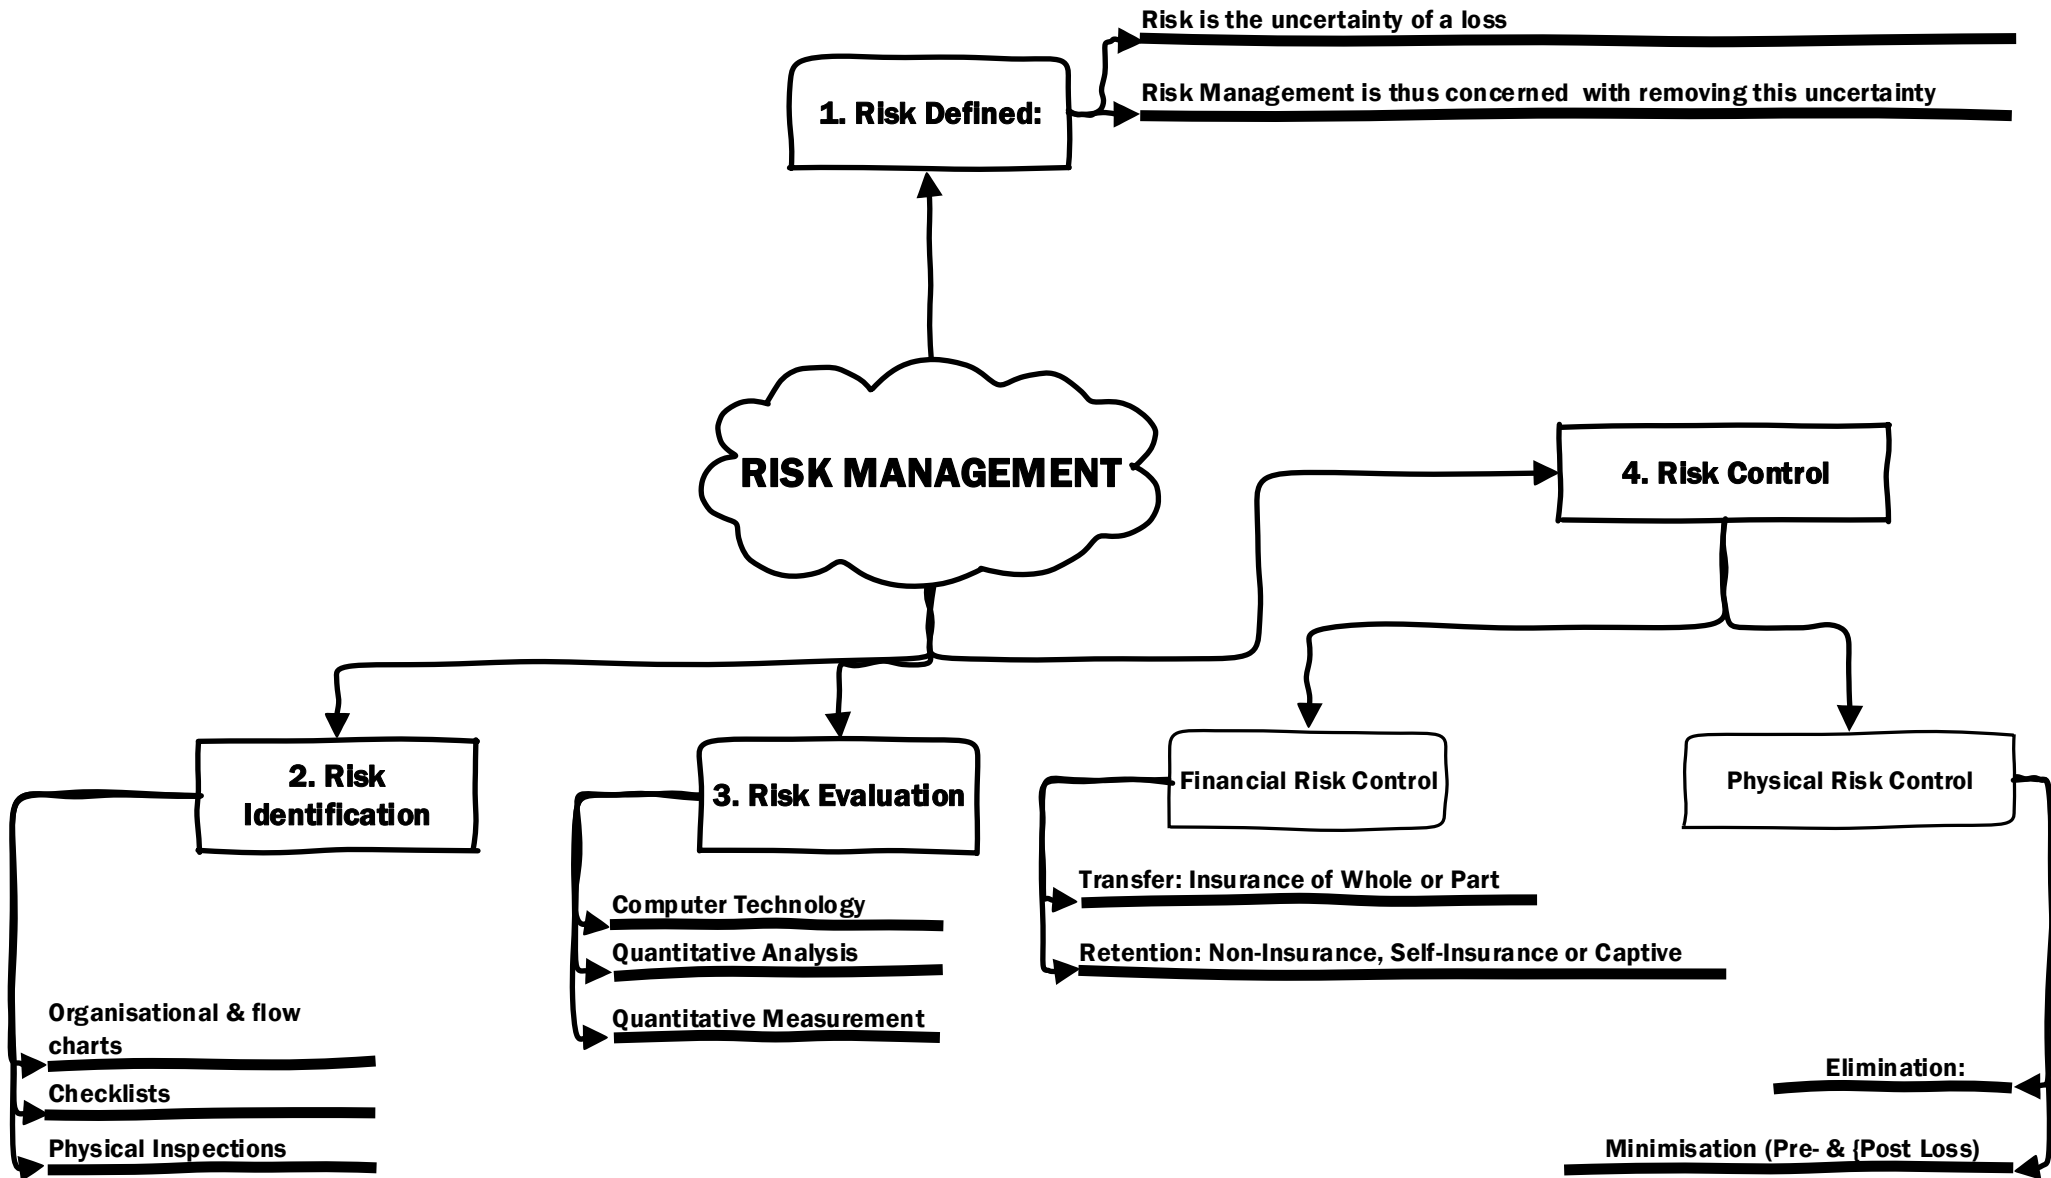 Risk is the uncertainty of a loss
1. Risk Defined:
Risk Management is thus concerned with removing this uncertainty
RISK MANAGEMENT
4. Risk Control
2. Risk
Identification
3. Risk Evaluation
Financial Risk Control
Physical Risk Control
Organisational & flow
charts
Checklists
Physical Inspections
Computer Technology
Quantitative Analysis
Quantitative Measurement
Transfer: Insurance of Whole or Part
Retention: Non-Insurance, Self-Insurance or Captive
Elimination:
Minimisation (Pre- & {Post Loss)